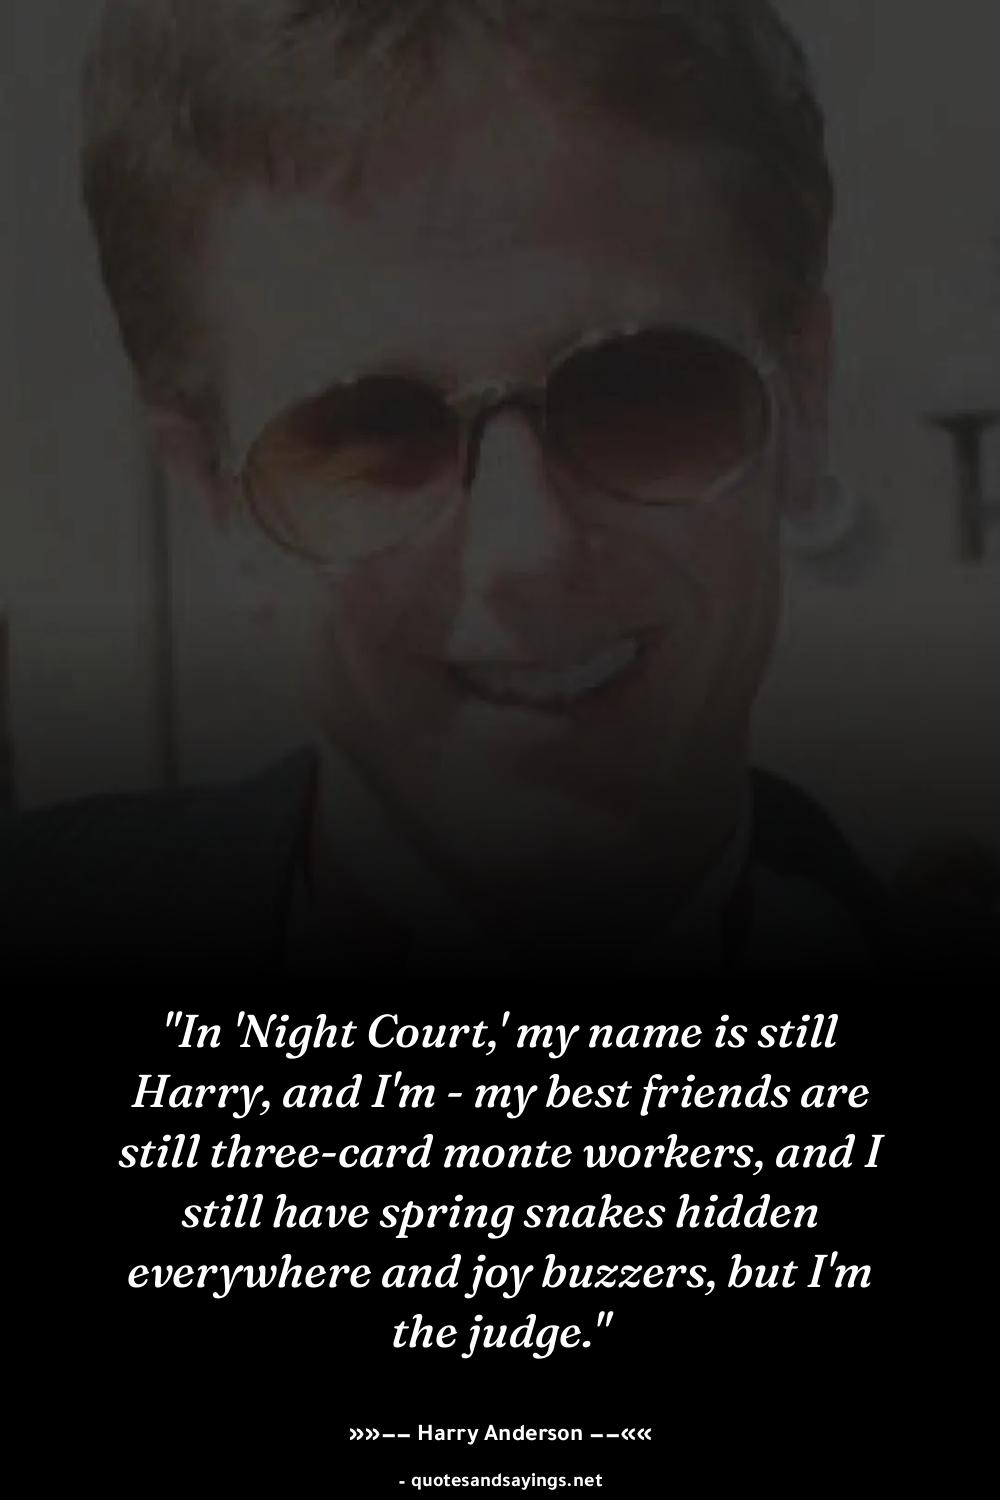 "In 'Night Court,' my name is still
Harry, and I'm - my best friends are
still three-card monte workers, and I
still have spring snakes hidden
everywhere and joy buzzers, but I'm
the judge."
»»–– Harry Anderson ––««
- quotesandsayings.net